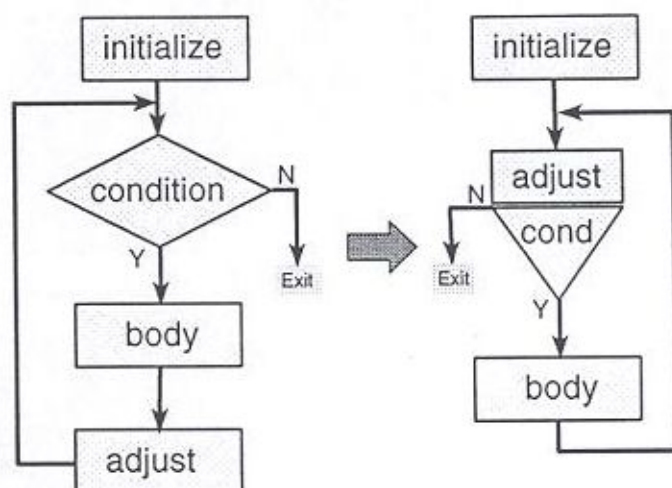 initialize
condition
N
Y
Exit
body
adjust
initialize
adjust
N
cond
Exit
Y
body